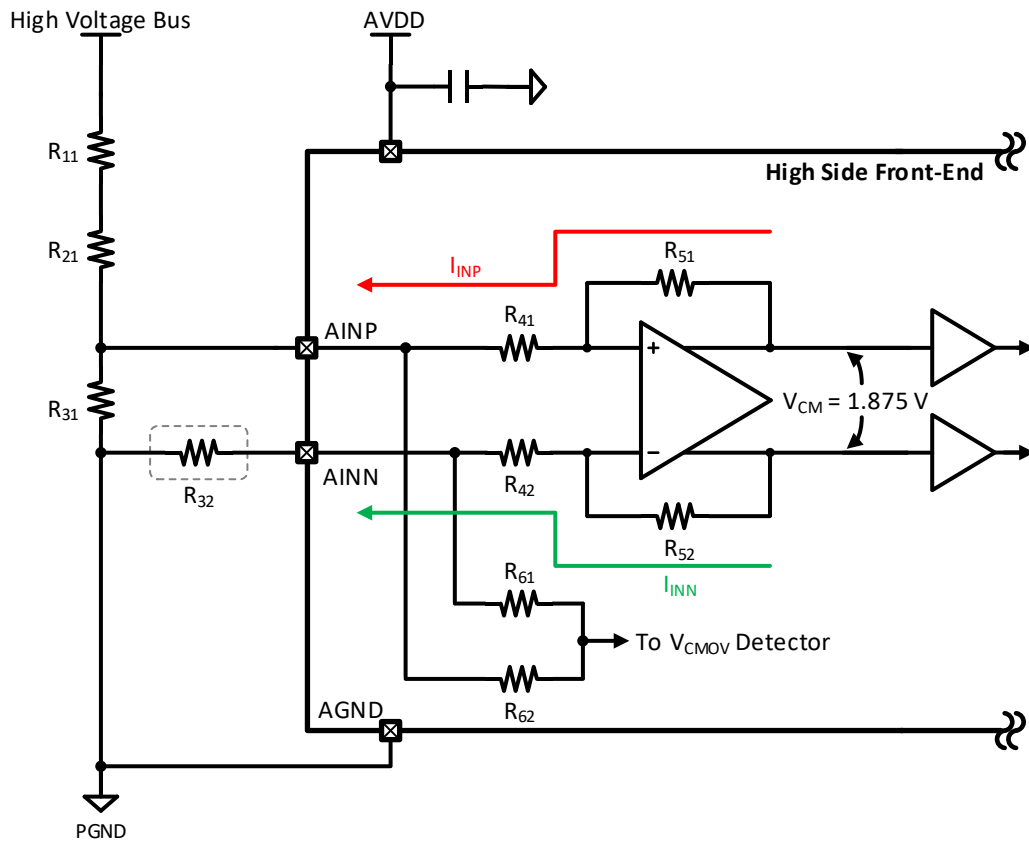 High Voltage Bus
AVDD
R11
High Side Front-End
R21
IINP
R51
AINP
R41
R31
VCM = 1.875 V
AINN
R32
R42
R52
IINN
R61
To VCMOV Detector
R62
AGND
PGND